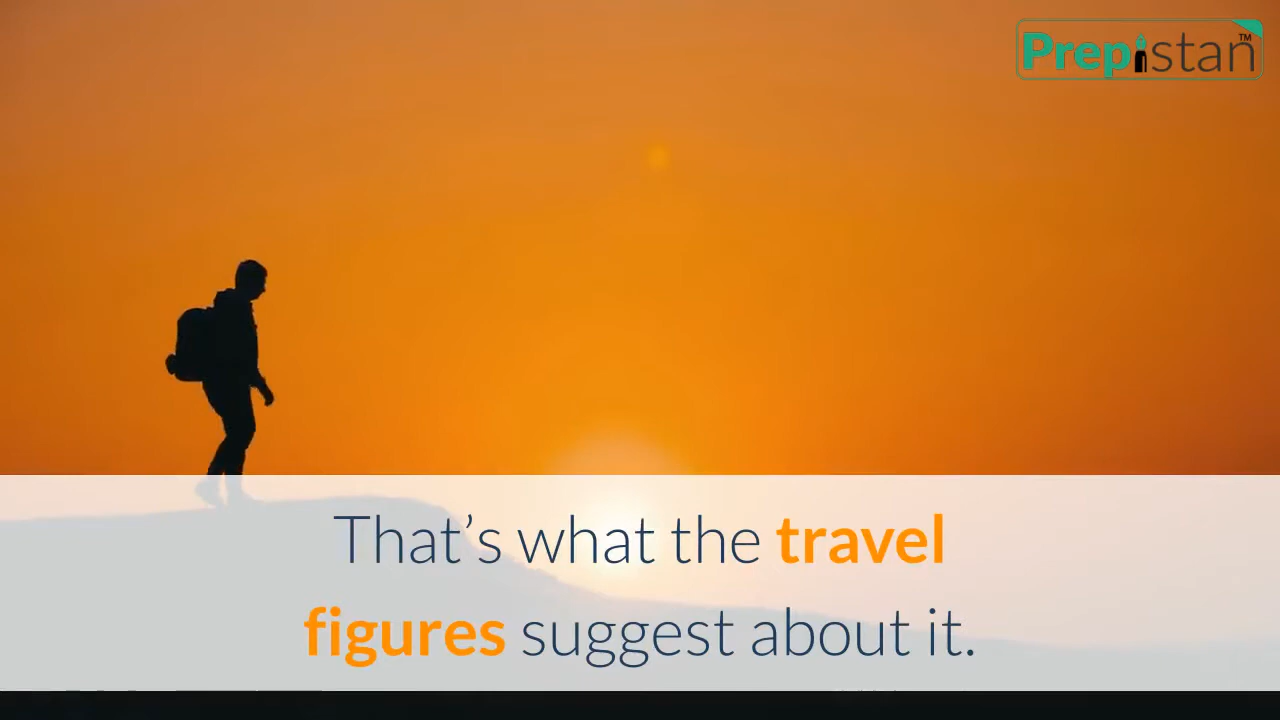 Prepistan™
That’s what the travel
figures suggest about it.